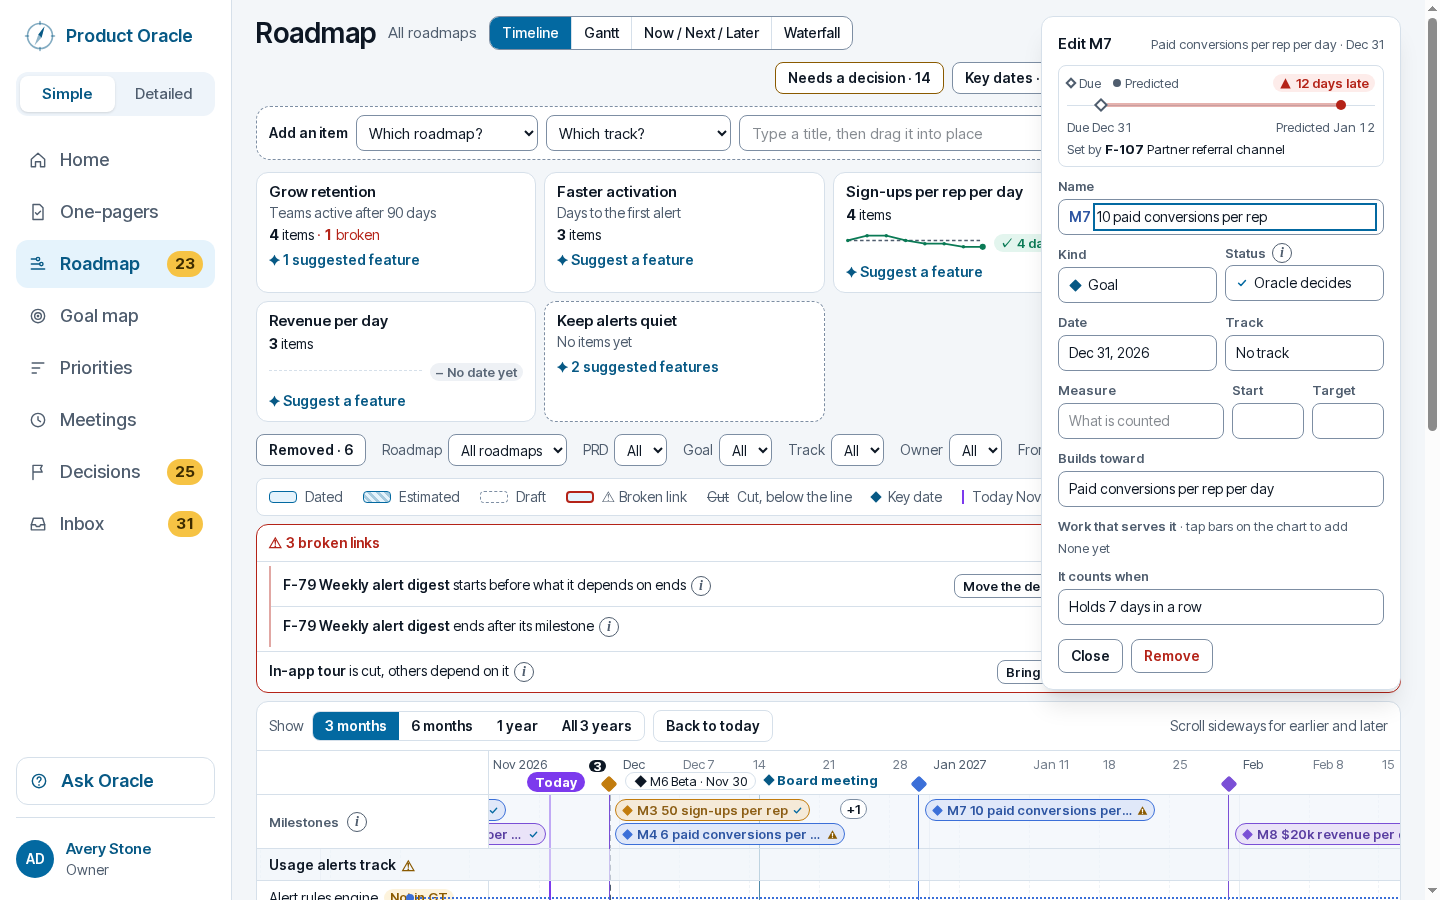 Product Oracle
Simple
Detailed
Home
One-pagers
Roadmap 23
Goal map
Priorities
Meetings
Decisions 25
Inbox 31
Ask Oracle
AD
Avery Stone
Owner
Roadmap All roadmaps Timeline Gantt Now / Next / Later Waterfall
Needs a decision · 14 Key dates ·
Add an item Which roadmap? Which track? Type a title, then drag it into place
Grow retention
Teams active after 90 days
4 items · 1 broken
1 suggested feature
Faster activation
Days to the first alert
3 items
Suggest a feature
Sign-ups per rep per day
4 items
✓ 4 da
Suggest a feature
Revenue per day
3 items
– No date yet
Suggest a feature
Keep alerts quiet
No items yet
2 suggested features
Removed · 6 Roadmap All roadmaps PRD All Goal All Track All Owner All
Dated Estimated Draft ⚠ Broken link Cut Cut, below the line Key date Today Nov
⚠ 3 broken links
F-79 Weekly alert digest starts before what it depends on ends i
Move the de
F-79 Weekly alert digest ends after its milestone i
In-app tour is cut, others depend on it i
Bring
Edit M7 Paid conversions per rep per day · Dec 31
Due Predicted ▲ 12 days late
Due Dec 31 Predicted Jan 12
Set by F-107 Partner referral channel
Name
M7 10 paid conversions per rep
Kind
Goal
Status i
✓ Oracle decides
Date
Dec 31, 2026
Track
No track
Measure Start Target
What is counted
Builds toward
Paid conversions per rep per day
Work that serves it · tap bars on the chart to add
None yet
It counts when
Holds 7 days in a row
Close Remove
Show 3 months 6 months 1 year All 3 years Back to today Scroll sideways for earlier and later
Nov 2026 3 Dec Dec 7 14 21 28 Jan 2027 Jan 11 18 25 Feb Feb 8 15
Today M6 Beta · Nov 30 Board meeting
Milestones i
M3 50 sign-ups per rep ✓ +1 M7 10 paid conversions per... ⚠
per ... ✓ M4 6 paid conversions per ... ⚠ M8 $20k revenue per
Usage alerts track ⚠
Alert rules engine